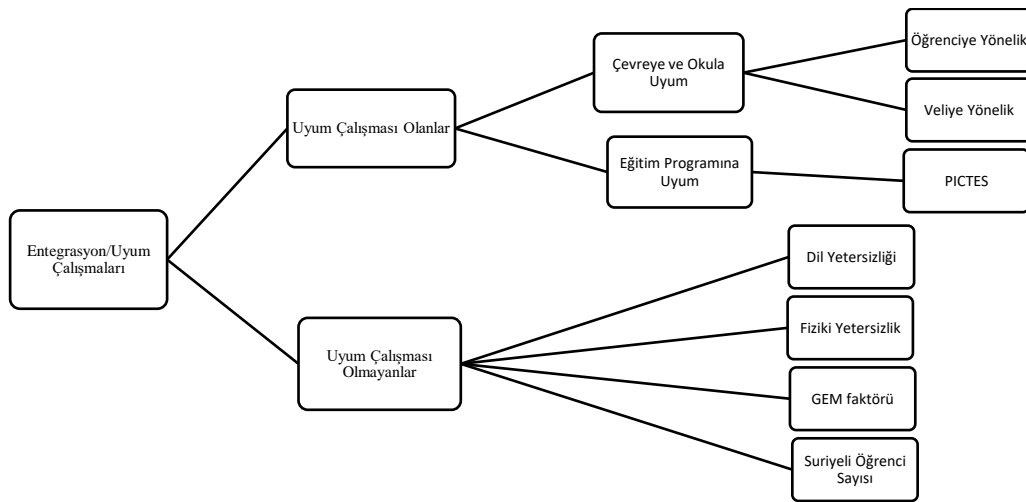 Entegrasyon/Uyum
Çalışmaları
Uyum Çalışması Olanlar
Çevreye ve Okula
Uyum
Öğrenciye Yönelik
Veliye Yönelik
Eğitim Programına
Uyum
PICTES
Uyum Çalışması
Olmayanlar
Dil Yetersizliği
Fiziki Yetersizlik
GEM faktörü
Suriyeli Öğrenci
Sayısı